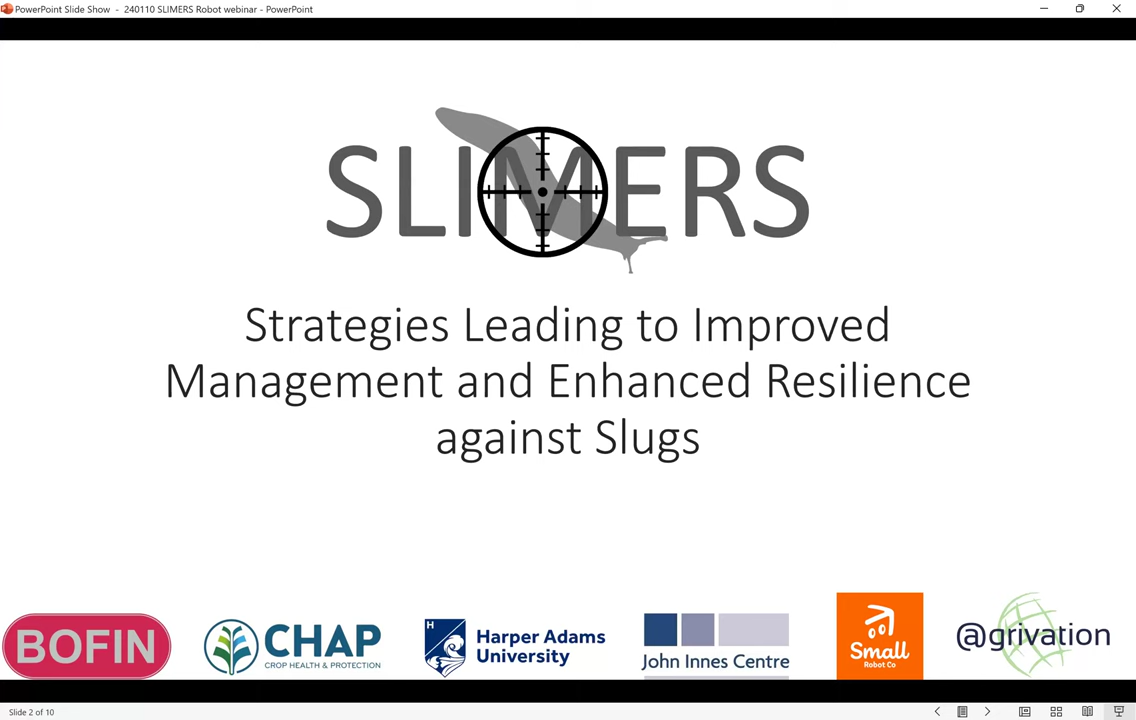 PowerPoint Slide Show - 240110 SLIMERS Robot webinar - PowerPoint
SLIMERS
Strategies Leading to Improved
Management and Enhanced Resilience
against Slugs
BOFIN
CHAP
CROP HEALTH & PROTECTION
H
Harper Adams
University
John Innes Centre
Small
Robot Co
@grivation
Slide 2 of 10